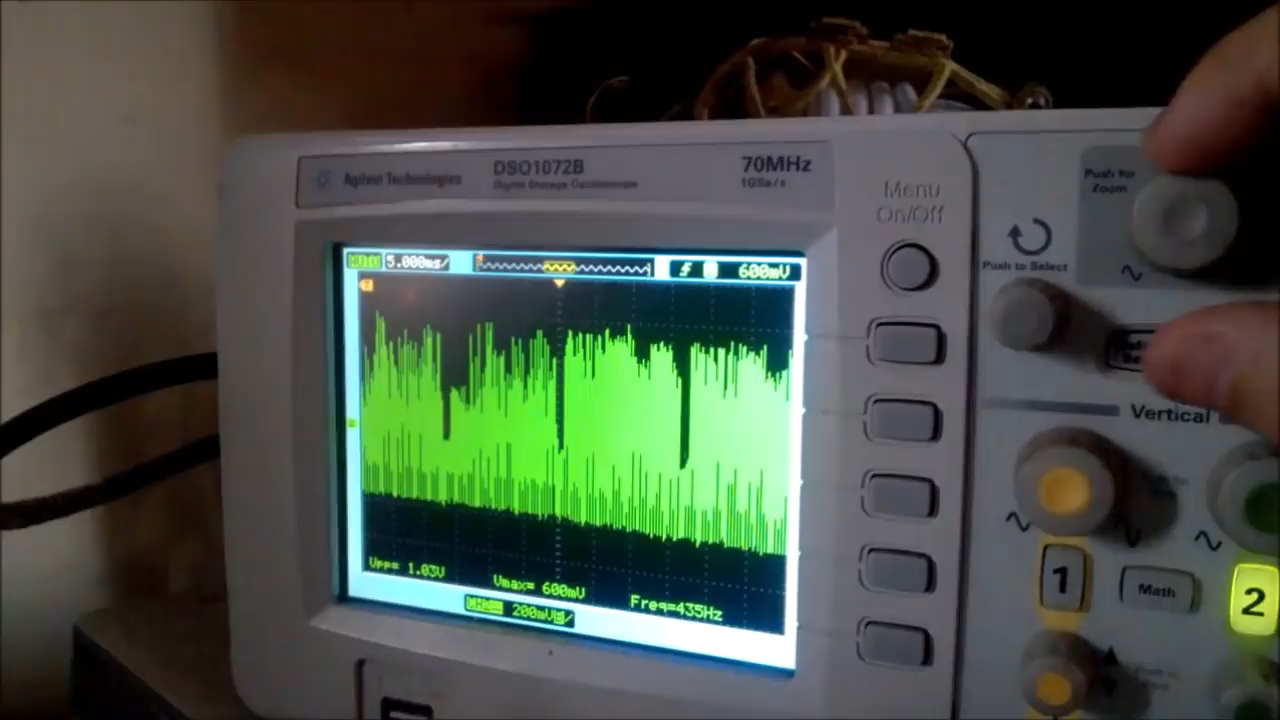 Agilent Technologies
DSO1072B
Digital Storage Oscilloscope
70MHz
1GSa/s
Menu
On/Off
Push for
Zoom
Push to Select
5.000ms/
600mV
Vpp= 1.03V
Vmax= 600mV
Freq=435Hz
200mV
Vertical
1
Math
2